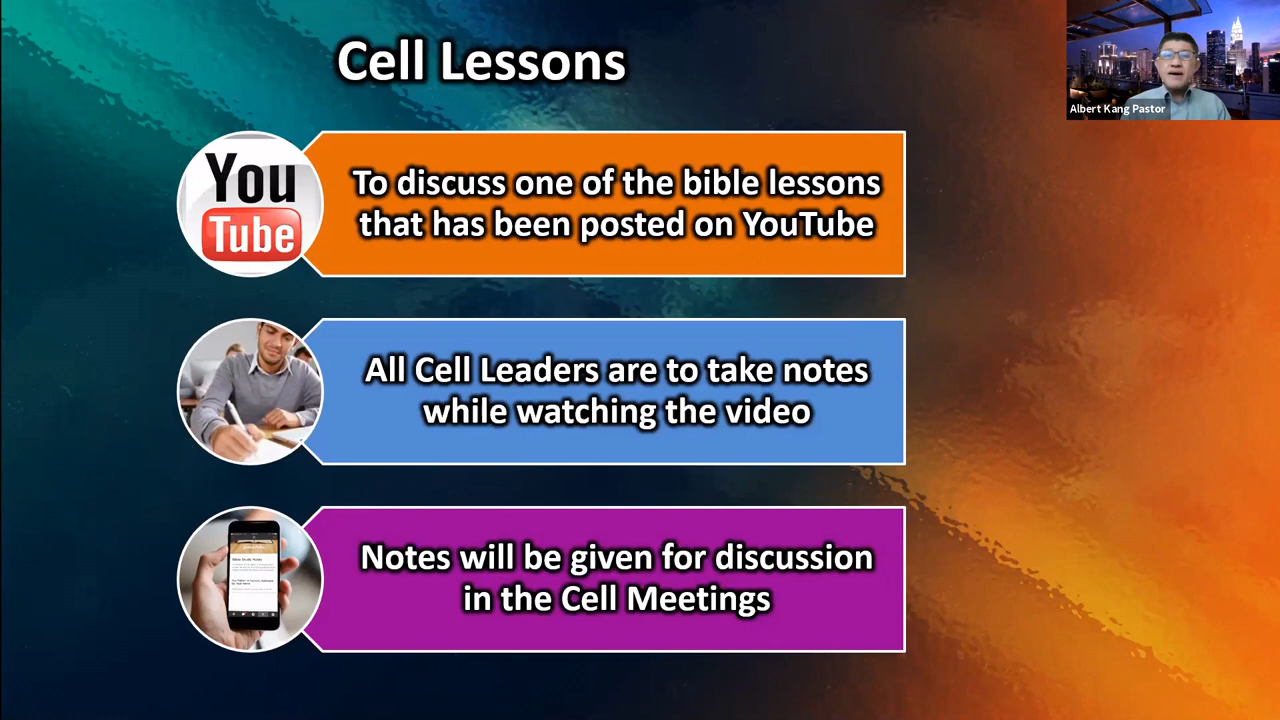 Cell Lessons
Albert Kang Pastor
You
Tube
To discuss one of the bible lessons
that has been posted on YouTube
All Cell Leaders are to take notes
while watching the video
Notes will be given for discussion
in the Cell Meetings